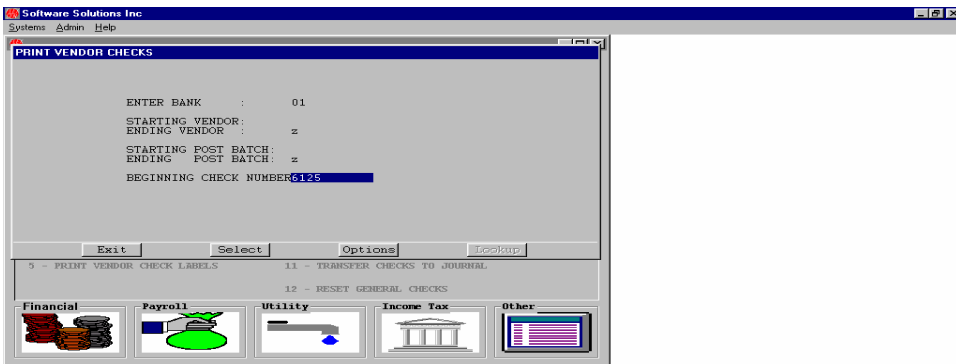 Software Solutions Inc
Systems Admin Help
PRINT VENDOR CHECKS
ENTER BANK : 01
STARTING VENDOR:
ENDING VENDOR : z
STARTING POST BATCH:
ENDING POST BATCH: z
BEGINNING CHECK NUMBER6125
Exit Select Options Lookup
5 - PRINT VENDOR CHECK LABELS 11 - TRANSFER CHECKS TO JOURNAL
12 - RESET GENERAL CHECKS
Financial Payroll Utility Income Tax Other